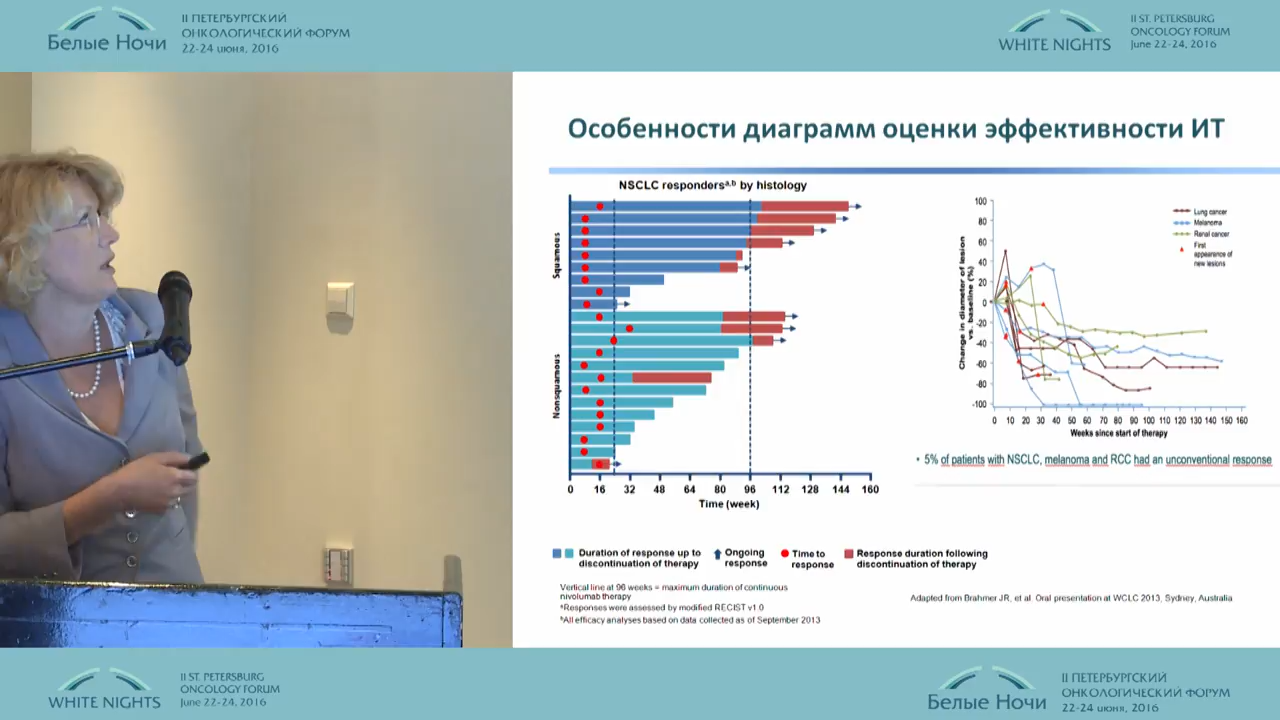 Белые Ночи
II ПЕТЕРБУРГСКИЙ
ОНКОЛОГИЧЕСКИЙ ФОРУМ
22-24 июня, 2016
WHITE NIGHTS
II ST. PETERSBURG
ONCOLOGY FORUM
June 22-24, 2016
Особенности диаграмм оценки эффективности ИТ
NSCLC respondersa,b by histology
Squamous
Nonsquamous
0 16 32 48 64 80 96 112 128 144 160
Time (week)
Duration of response up to
discontinuation of therapy
Ongoing
response
Time to
response
Response duration following
discontinuation of therapy
Vertical line at 96 weeks = maximum duration of continuous
nivolumab therapy
aResponses were assessed by modified RECIST v1.0
bAll efficacy analyses based on data collected as of September 2013
Change in diameter of lesion
vs. baseline (%)
100
80
60
40
20
0
-20
-40
-60
-80
-100
Lung cancer
Melanoma
Renal cancer
First
appearance of
new lesions
0 10 20 30 40 50 60 70 80 90 100 110 120 130 140 150 160
Weeks since start of therapy
• 5% of patients with NSCLC, melanoma and RCC had an unconventional response
Adapted from Brahmer JR, et al. Oral presentation at WCLC 2013, Sydney, Australia
WHITE NIGHTS
II ST. PETERSBURG
ONCOLOGY FORUM
June 22-24, 2016
Белые Ночи
II ПЕТЕРБУРГСКИЙ
ОНКОЛОГИЧЕСКИЙ ФОРУМ
22-24 июня, 2016